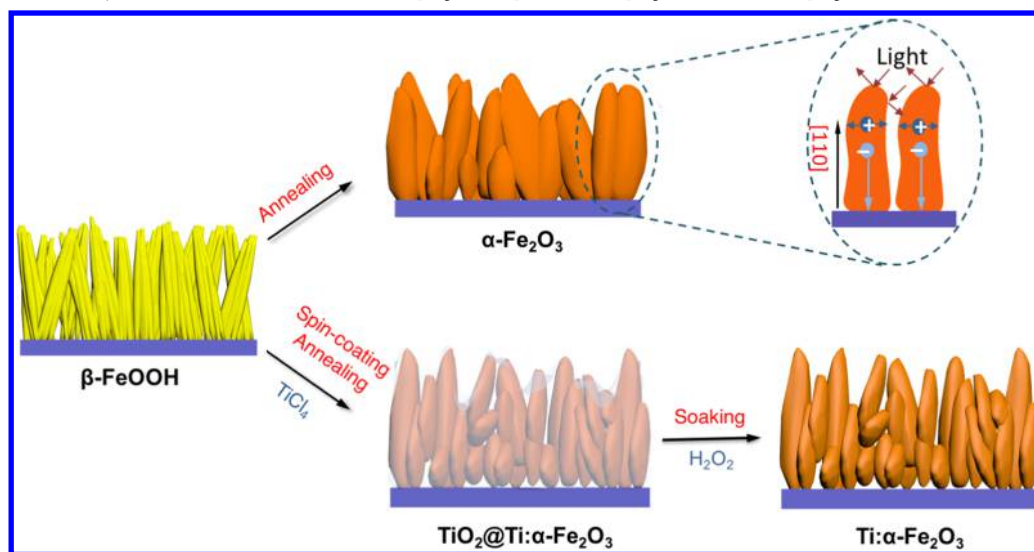 Light
[110]
+
+
−
−
Annealing
α-Fe₂O₃
β-FeOOH
Spin-coating
Annealing
TiCl₄
TiO₂@Ti:α-Fe₂O₃
Soaking
H₂O₂
Ti:α-Fe₂O₃